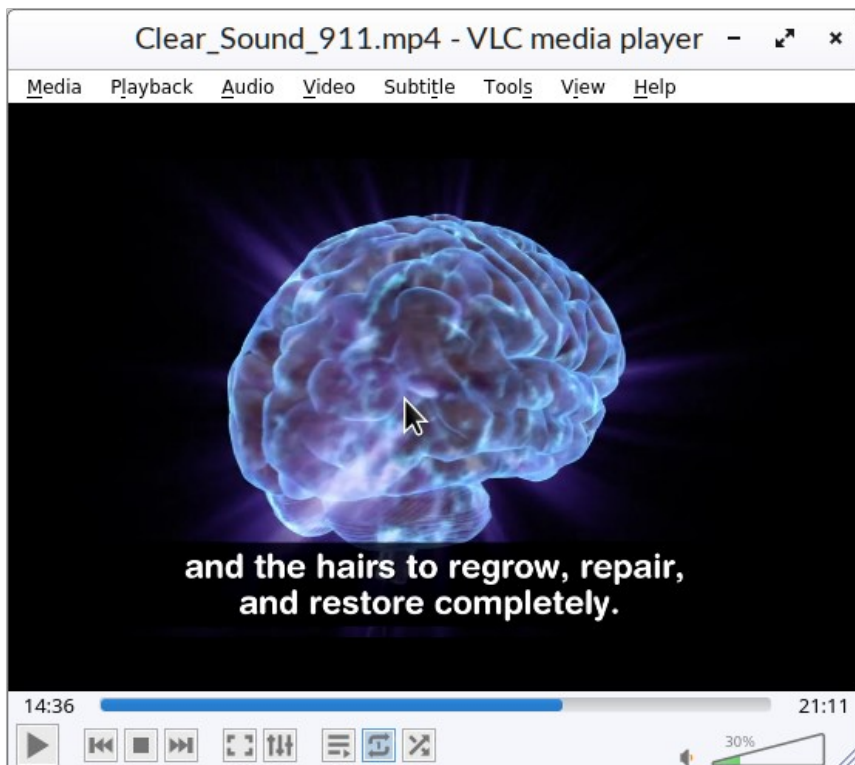 Clear_Sound_911.mp4 - VLC media player
Media Playback Audio Video Subtitle Tools View Help
and the hairs to regrow, repair,
and restore completely.
14:36 21:11
30%